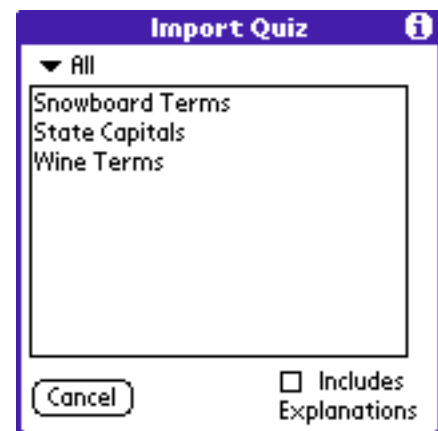 Import Quiz
All
Snowboard Terms
State Capitals
Wine Terms
Cancel
Includes
Explanations